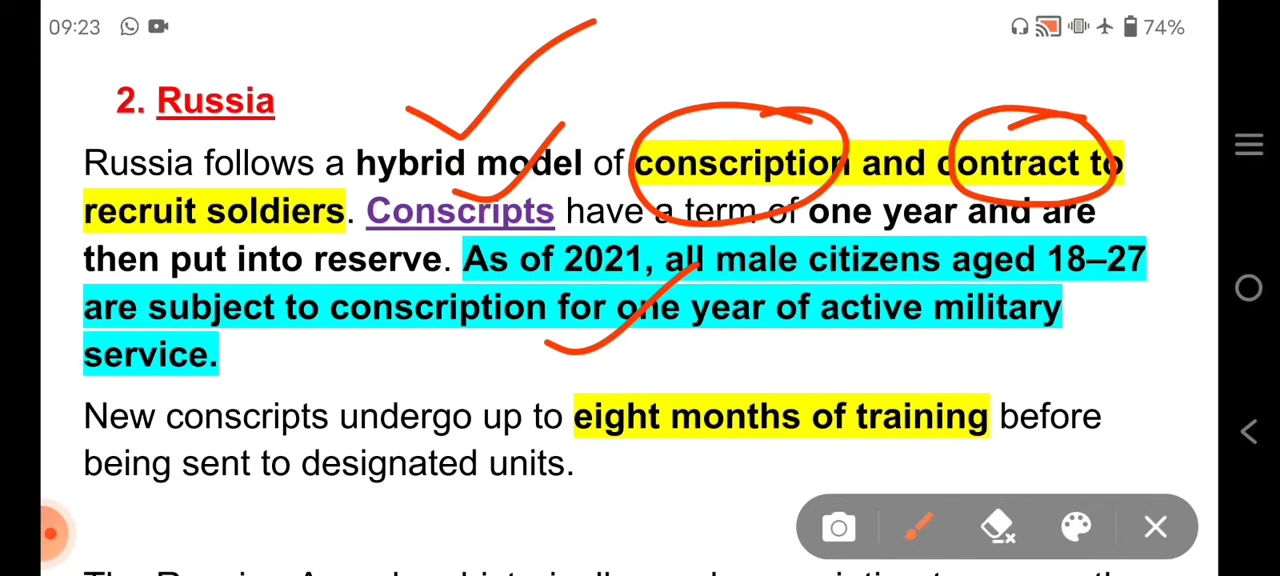 09:23
74%
2. Russia
Russia follows a hybrid model of conscription and contract to
recruit soldiers. Conscripts have a term of one year and are
then put into reserve. As of 2021, all male citizens aged 18–27
are subject to conscription for one year of active military
service.
New conscripts undergo up to eight months of training before
being sent to designated units.